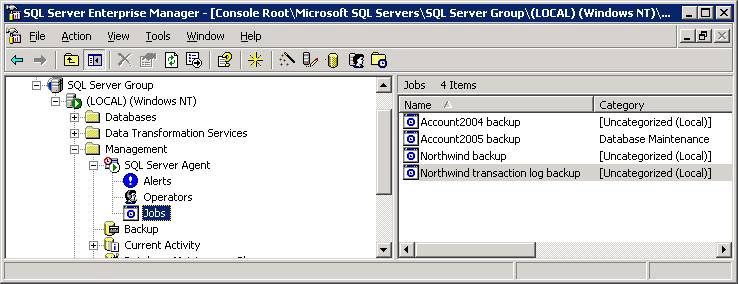 SQL Server Enterprise Manager - [Console Root\Microsoft SQL Servers\SQL Server Group\(LOCAL) (Windows NT)\...
File Action View Tools Window Help
SQL Server Group
(LOCAL) (Windows NT)
Databases
Data Transformation Services
Management
SQL Server Agent
Alerts
Operators
Jobs
Backup
Current Activity
Jobs 4 Items
Name Category
Account2004 backup [Uncategorized (Local)]
Account2005 backup Database Maintenance
Northwind backup [Uncategorized (Local)]
Northwind transaction log backup [Uncategorized (Local)]